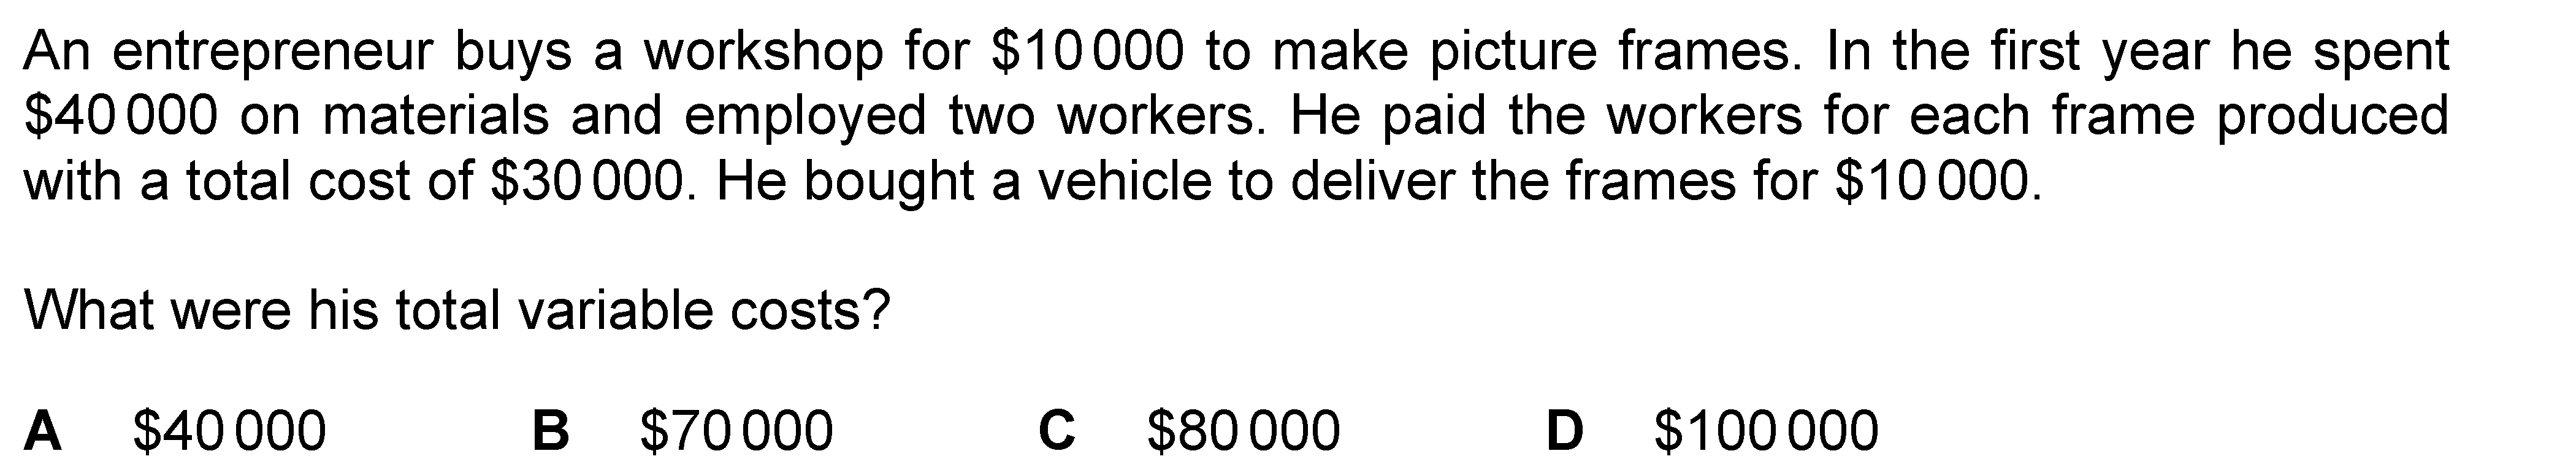 An entrepreneur buys a workshop for $10 000 to make picture frames. In the first year he spent
$40 000 on materials and employed two workers. He paid the workers for each frame produced
with a total cost of $30 000. He bought a vehicle to deliver the frames for $10 000.
What were his total variable costs?
A $40 000 B $70 000 C $80 000 D $100 000